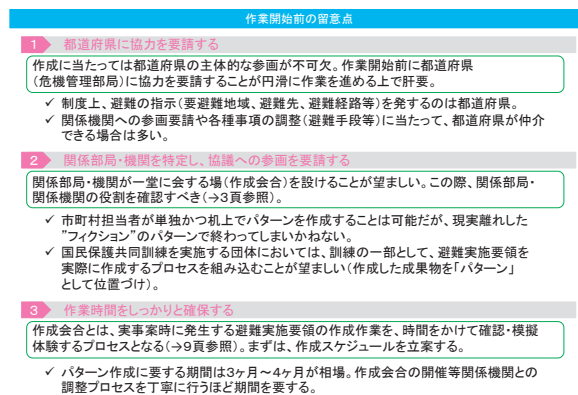 作業開始前の留意点
1 都道府県に協力を要請する
作成に当たっては都道府県の主体的な参画が不可欠。作業開始前に都道府県
(危機管理部局)に協力を要請することが円滑に作業を進める上で肝要。
✓ 制度上、避難の指示(要避難地域、避難先、避難経路等)を発するのは都道府県。
✓ 関係機関への参画要請や各種事項の調整(避難手段等)に当たって、都道府県が仲介
できる場合は多い。
2 関係部局・機関を特定し、協議への参画を要請する
関係部局・機関が一堂に会する場(作成会合)を設けることが望ましい。この際、関係部局・
関係機関の役割を確認すべき(→3頁参照)。
✓ 市町村担当者が単独かつ机上でパターンを作成することは可能だが、現実離れした
”フィクション”のパターンで終わってしまいかねない。
✓ 国民保護共同訓練を実施する団体においては、訓練の一部として、避難実施要領を
実際に作成するプロセスを組み込むことが望ましい(作成した成果物を「パターン」
として位置づけ)。
3 作業時間をしっかりと確保する
作成会合とは、実事案時に発生する避難実施要領の作成作業を、時間をかけて確認・模擬
体験するプロセスとなる(→9頁参照)。まずは、作成スケジュールを立案する。
✓ パターン作成に要する期間は3ヶ月~4ヶ月が相場。作成会合の開催等関係機関との
調整プロセスを丁寧に行うほど期間を要する。